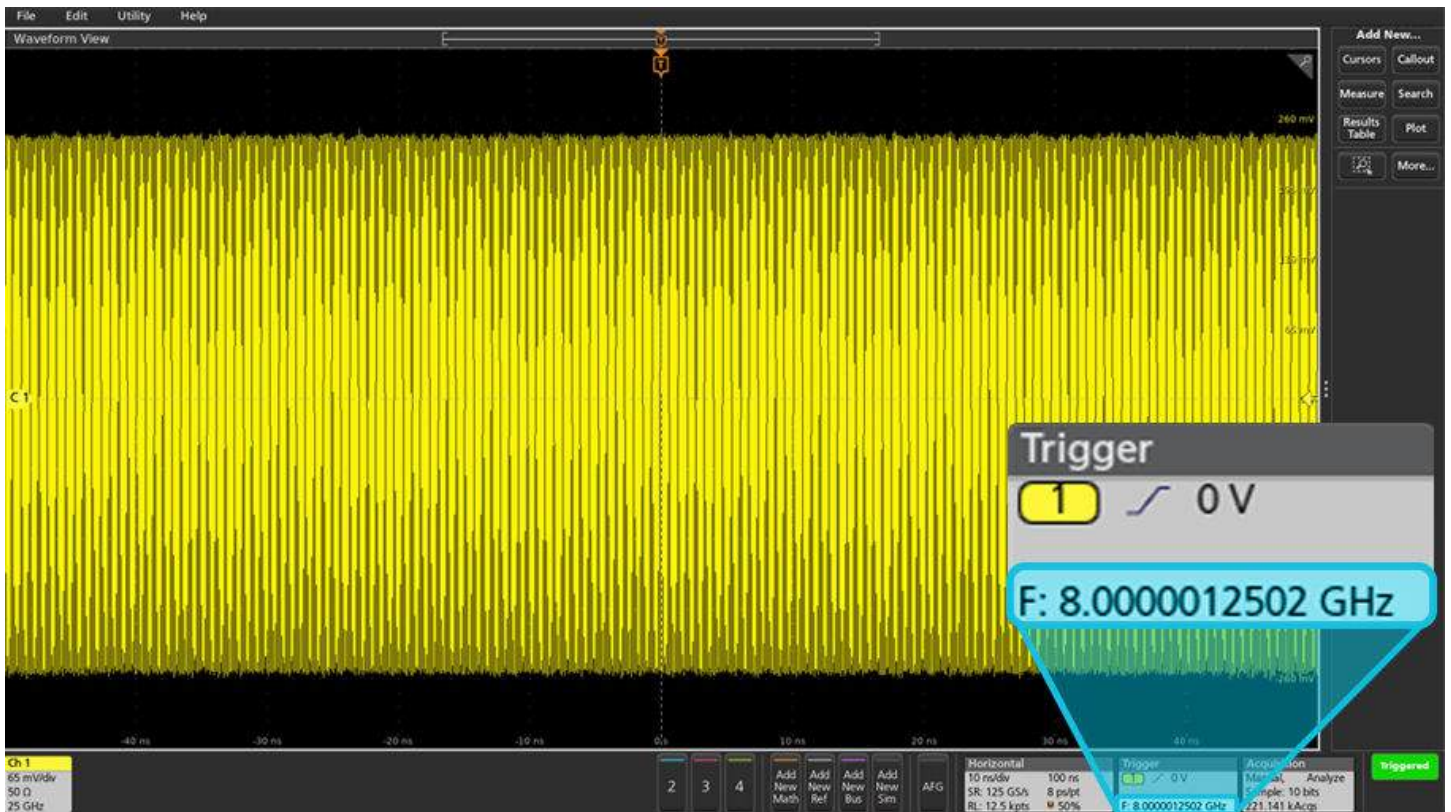 File Edit Utility Help
Waveform View
Add New...
Cursors Callout
Measure Search
Results Table Plot
More...
T
260 mV
65 mV
C 1
-260 mV
Trigger
1 0 V
F: 8.0000012502 GHz
-40 ns -30 ns -20 ns -10 ns 0 s 10 ns 20 ns 30 ns 40 ns
Ch 1
65 mV/div
50 Ω
25 GHz
2 3 4
Add New Math
Add New Ref
Add New Bus
Add New Sim
AFG
Horizontal
10 ns/div 100 ns
SR: 125 GS/s 8 ps/pt
RL: 12.5 kpts 50%
Trigger
1 0 V
F: 8.0000012502 GHz
Acquisition
Manual, Analyze
Sample: 10 bits
221.141 kAcqs
Triggered